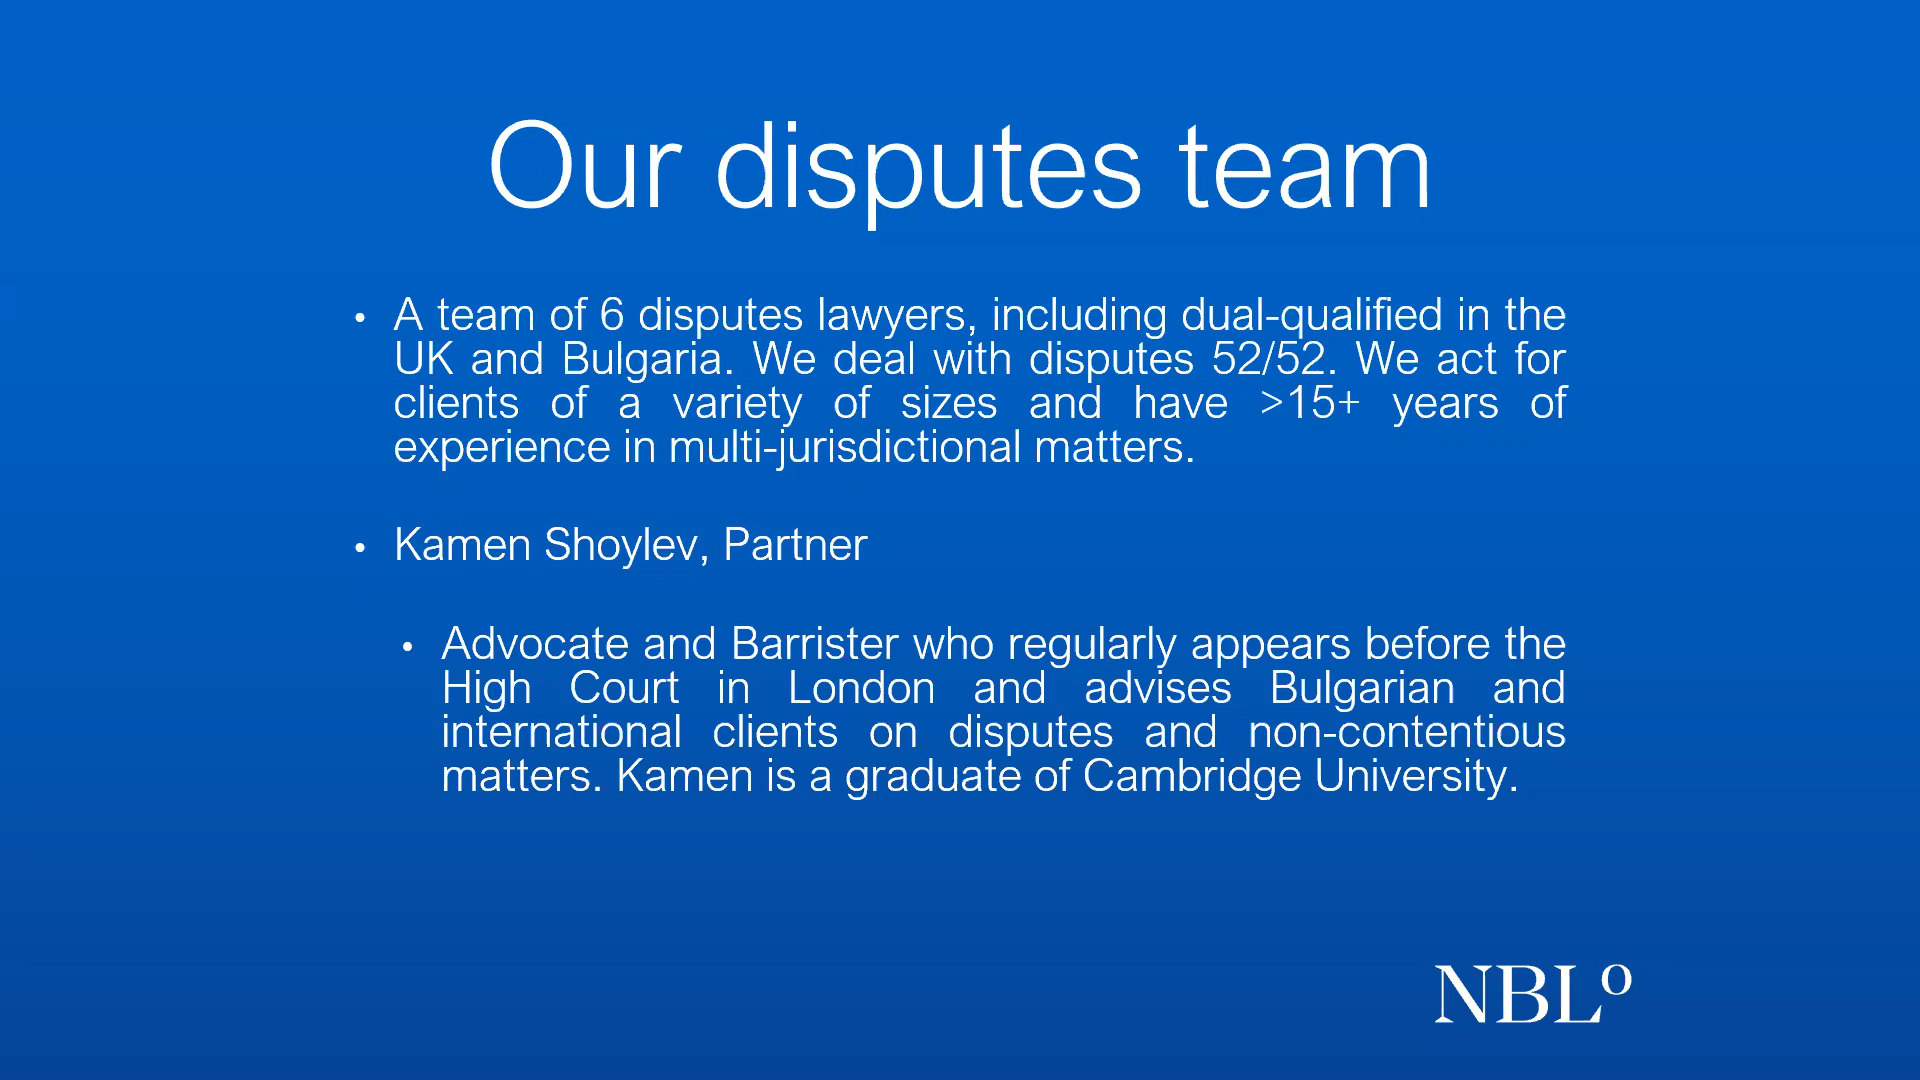 Our disputes team
• A team of 6 disputes lawyers, including dual-qualified in the
UK and Bulgaria. We deal with disputes 52/52. We act for
clients of a variety of sizes and have >15+ years of
experience in multi-jurisdictional matters.
• Kamen Shoylev, Partner
• Advocate and Barrister who regularly appears before the
High Court in London and advises Bulgarian and
international clients on disputes and non-contentious
matters. Kamen is a graduate of Cambridge University.
NBLO